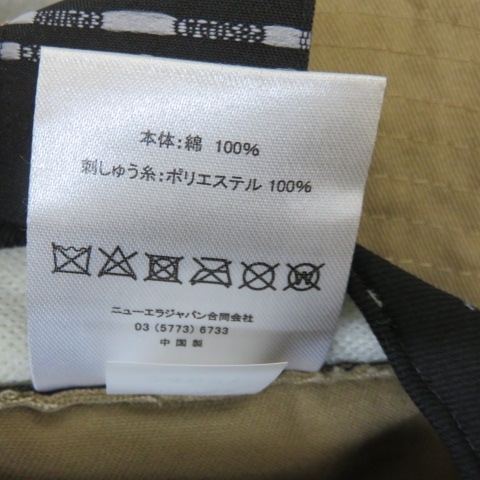 本体:綿 100%
刺しゅう糸:ポリエステル 100%
ニューエラジャパン合同会社
03 (5773) 6733
中国製